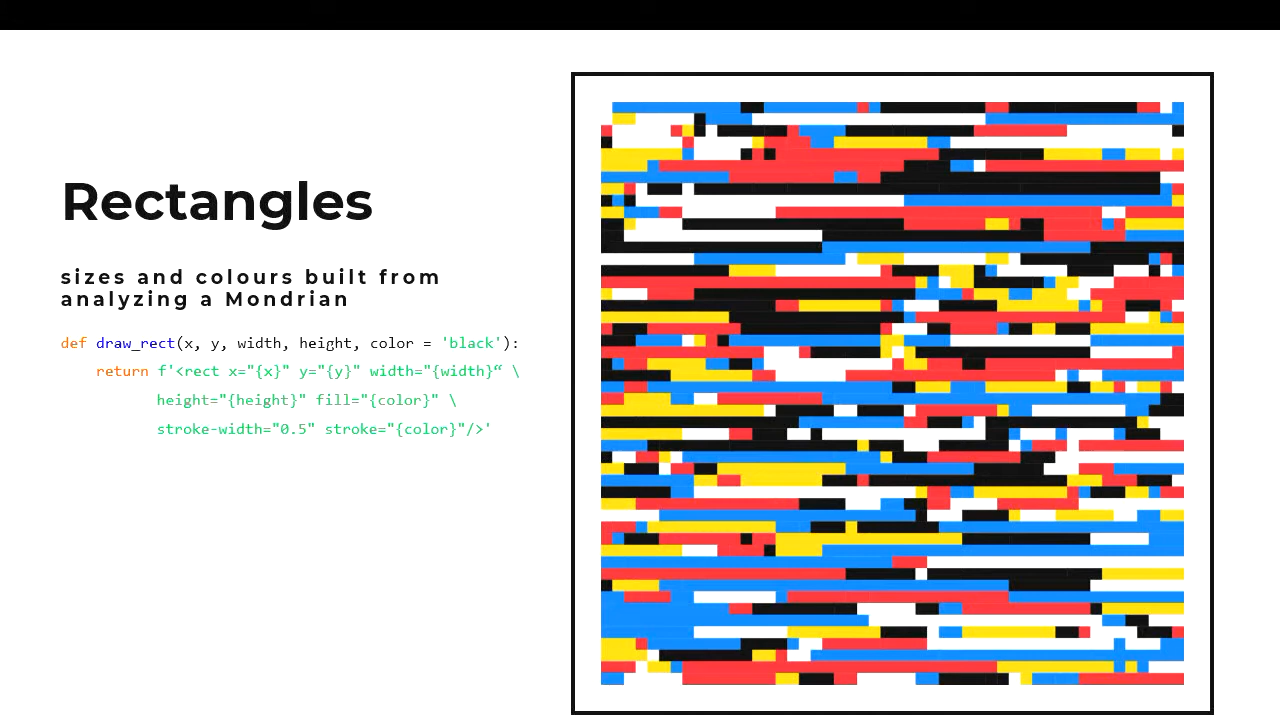 Rectangles
sizes and colours built from
analyzing a Mondrian
def draw_rect(x, y, width, height, color = 'black'):
return f'<rect x="{x}" y="{y}" width="{width}“ \
height="{height}" fill="{color}" \
stroke-width="0.5" stroke="{color}"/>'